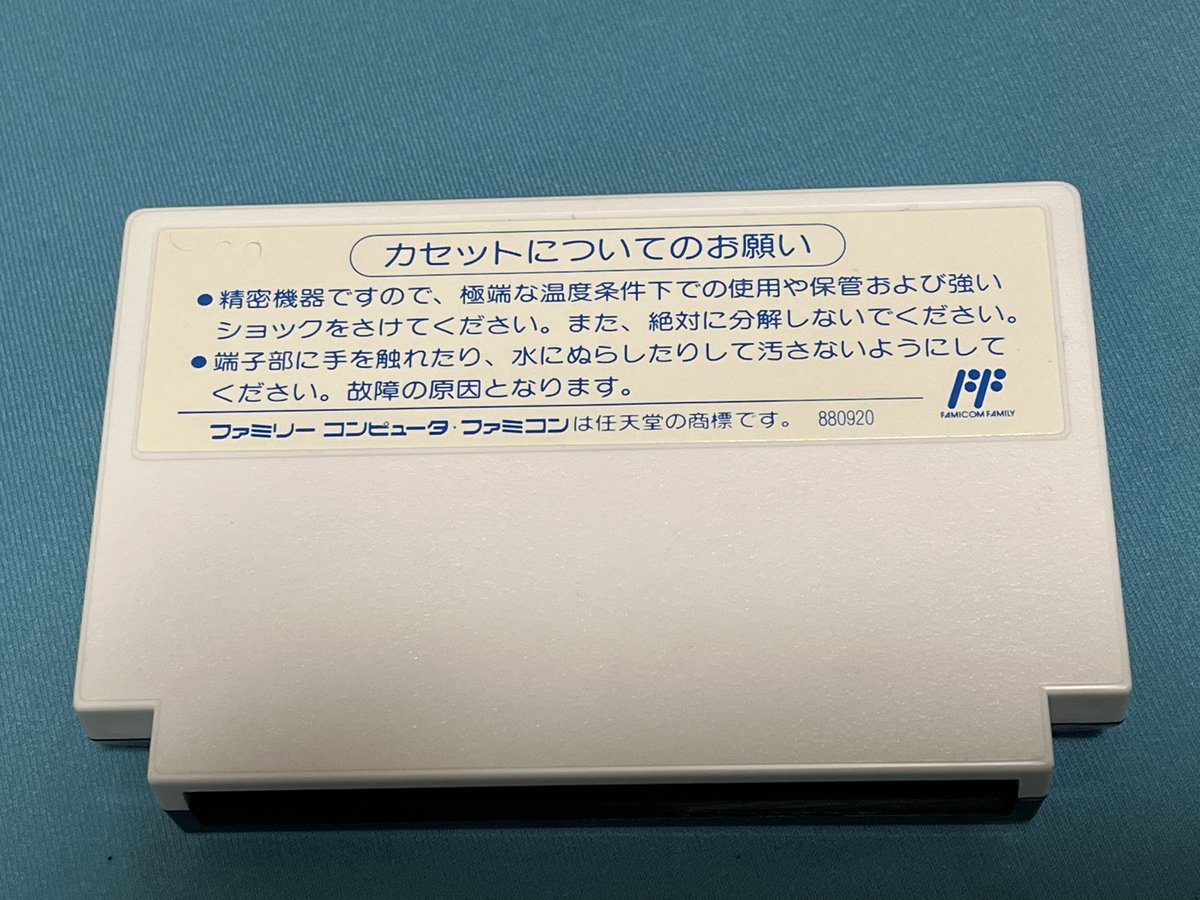 カセットについてのお願い
●精密機器ですので、極端な温度条件下での使用や保管および強い
ショックをさけてください。また、絶対に分解しないでください。
●端子部に手を触れたり、水にぬらしたりして汚さないようにして
ください。故障の原因となります。
FAMICOM FAMILY
ファミリー コンピュータ・ファミコンは任天堂の商標です。 880920